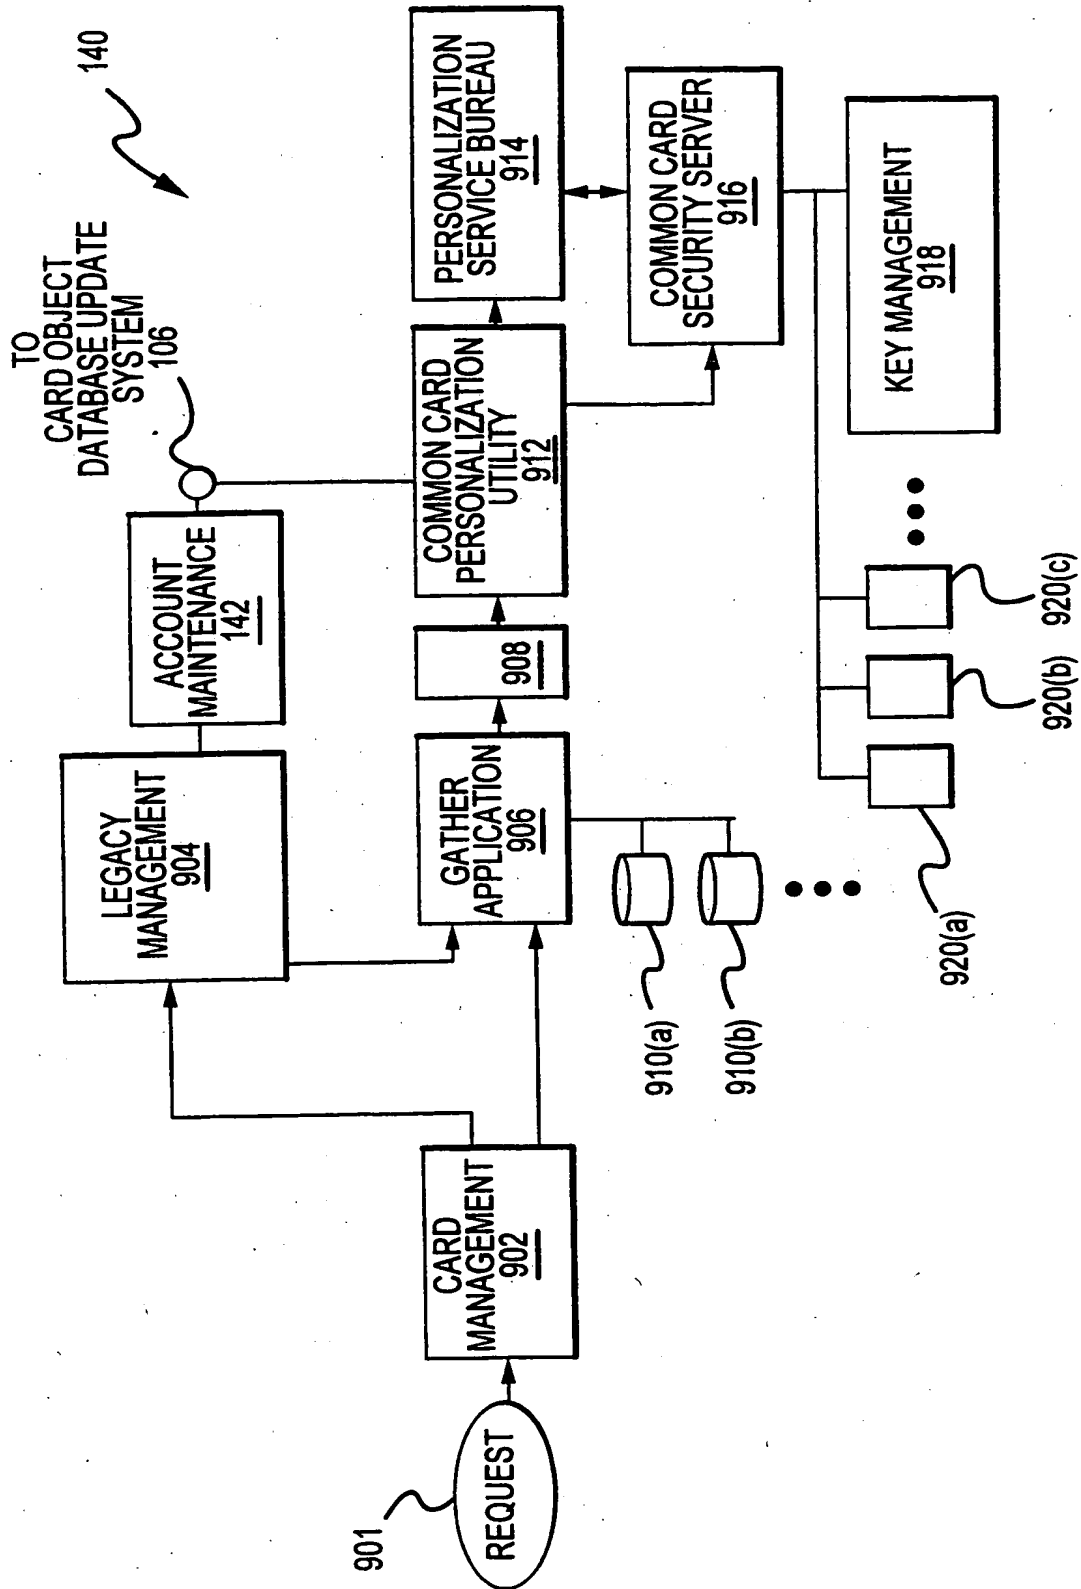 140
TO
CARD OBJECT
DATABASE UPDATE
SYSTEM
106
ACCOUNT
MAINTENANCE
142
LEGACY
MANAGEMENT
904
PERSONALIZATION
SERVICE BUREAU
914
COMMON CARD
PERSONALIZATION
UTILITY
912
908
GATHER
APPLICATION
906
CARD
MANAGEMENT
902
REQUEST
901
COMMON CARD
SECURITY SERVER
916
KEY MANAGEMENT
918
910(a)
910(b)
920(a)
920(b)
920(c)